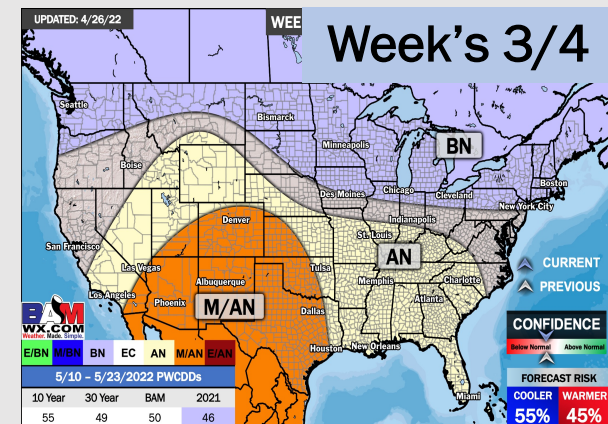 UPDATED: 4/26/22
WEE
Week's 3/4
Seattle
Bismarck
Minneapolis
BN
Boise
Boston
Des Moines
Chicago
Cleveland
New York City
Indianapolis
Denver
St. Louis
San Francisco
AN
CURRENT
Las Vegas
Tulsa
Albuquerque
Memphis
Charlotte
PREVIOUS
Los Angeles
Phoenix
M/AN
Atlanta
Dallas
BAM
WX.COM
Weather. Made. Simple.
CONFIDENCE
Below Normal Above Normal
Houston
New Orleans
E/BN M/BN BN EC AN M/AN E/AN
5/10 – 5/23/2022 PWCDDs
FORECAST RISK
10 Year 30 Year BAM 2021
Miami
COOLER WARMER
55 49 50 46
55% 45%